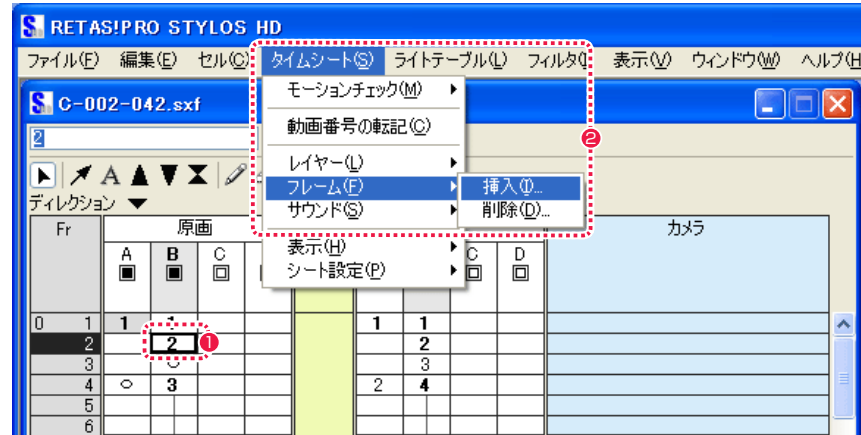 RETAS!PRO STYLOS HD
ファイル(F) 編集(E) セル(C) タイムシート(S) ライトテーブル(L) フィルタ(I) 表示(V) ウィンドウ(W) ヘルプ(H
C-002-042.sxf
モーションチェック(M)
動画番号の転記(C)
2
❷
レイヤー(L)
フレーム(F) 挿入(I)...
サウンド(S) 削除(D)...
表示(H)
シート設定(P)
ディレクション
Fr 原画 カメラ
A B C C D
0 1 1 1 1 1
2 2 ❶ 2
3 3
4 3 2 4
5
6